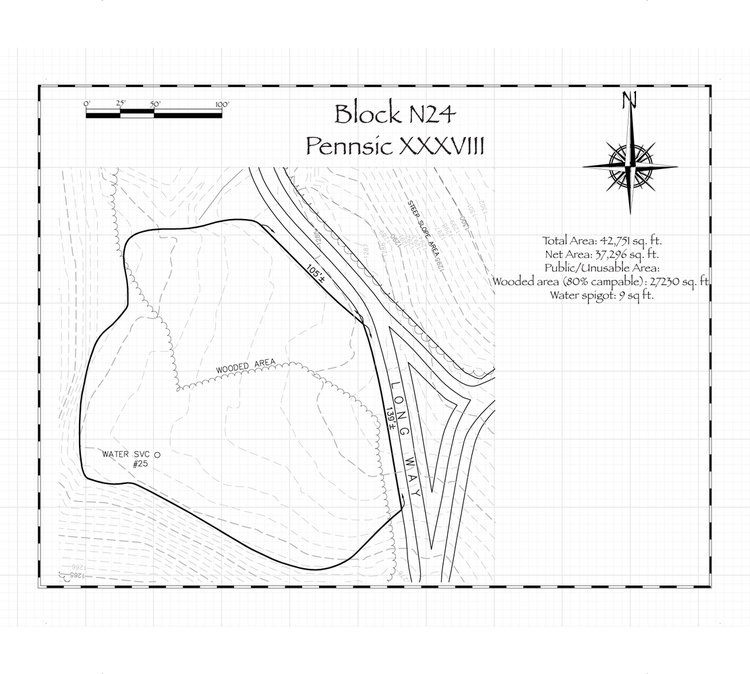 0' 25' 50' 100'
Block N24
Pennsic XXXVIII
N
Total Area: 42,751 sq. ft.
Net Area: 37,296 sq. ft.
Public/Unusable Area:
Wooded area (80% campable): 27230 sq. ft.
Water spigot: 9 sq ft.
STEEP SLOPE AREA
105'±
WOODED AREA
LONG WAY
139'±
WATER SVC
#25